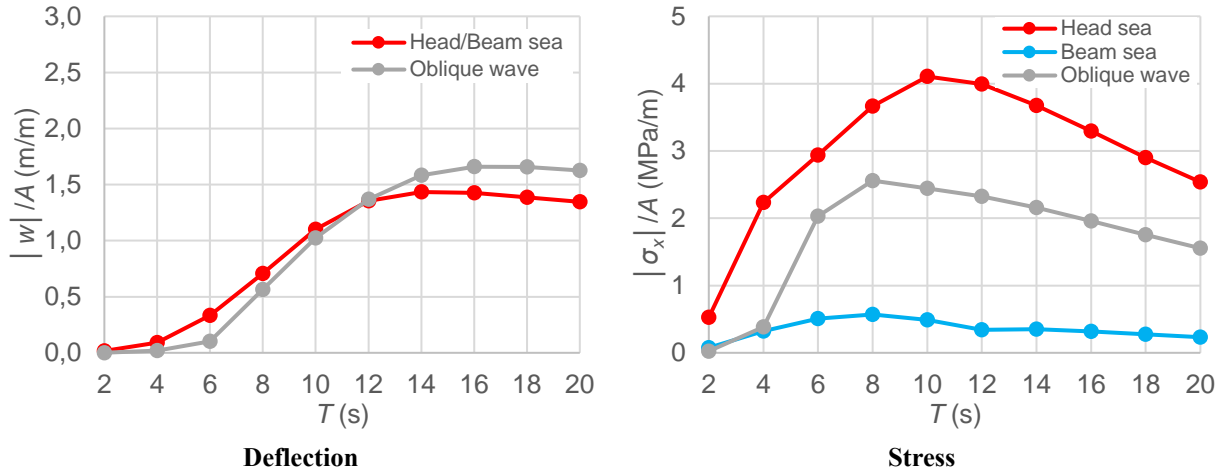 3,0
2,5
2,0
1,5
1,0
0,5
0,0
|w|/A (m/m)
Head/Beam sea
Oblique wave
2 4 6 8 10 12 14 16 18 20
T (s)
Deflection
5
4
3
2
1
0
|σx|/A (MPa/m)
Head sea
Beam sea
Oblique wave
2 4 6 8 10 12 14 16 18 20
T (s)
Stress